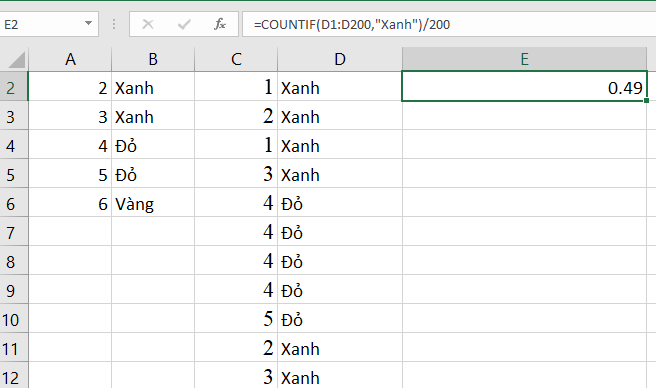 E2 fx =COUNTIF(D1:D200,"Xanh")/200
A B C D E
2 2 Xanh 1 Xanh 0.49
3 3 Xanh 2 Xanh
4 4 Đỏ 1 Xanh
5 5 Đỏ 3 Xanh
6 6 Vàng 4 Đỏ
7 4 Đỏ
8 4 Đỏ
9 4 Đỏ
10 5 Đỏ
11 2 Xanh
12 3 Xanh